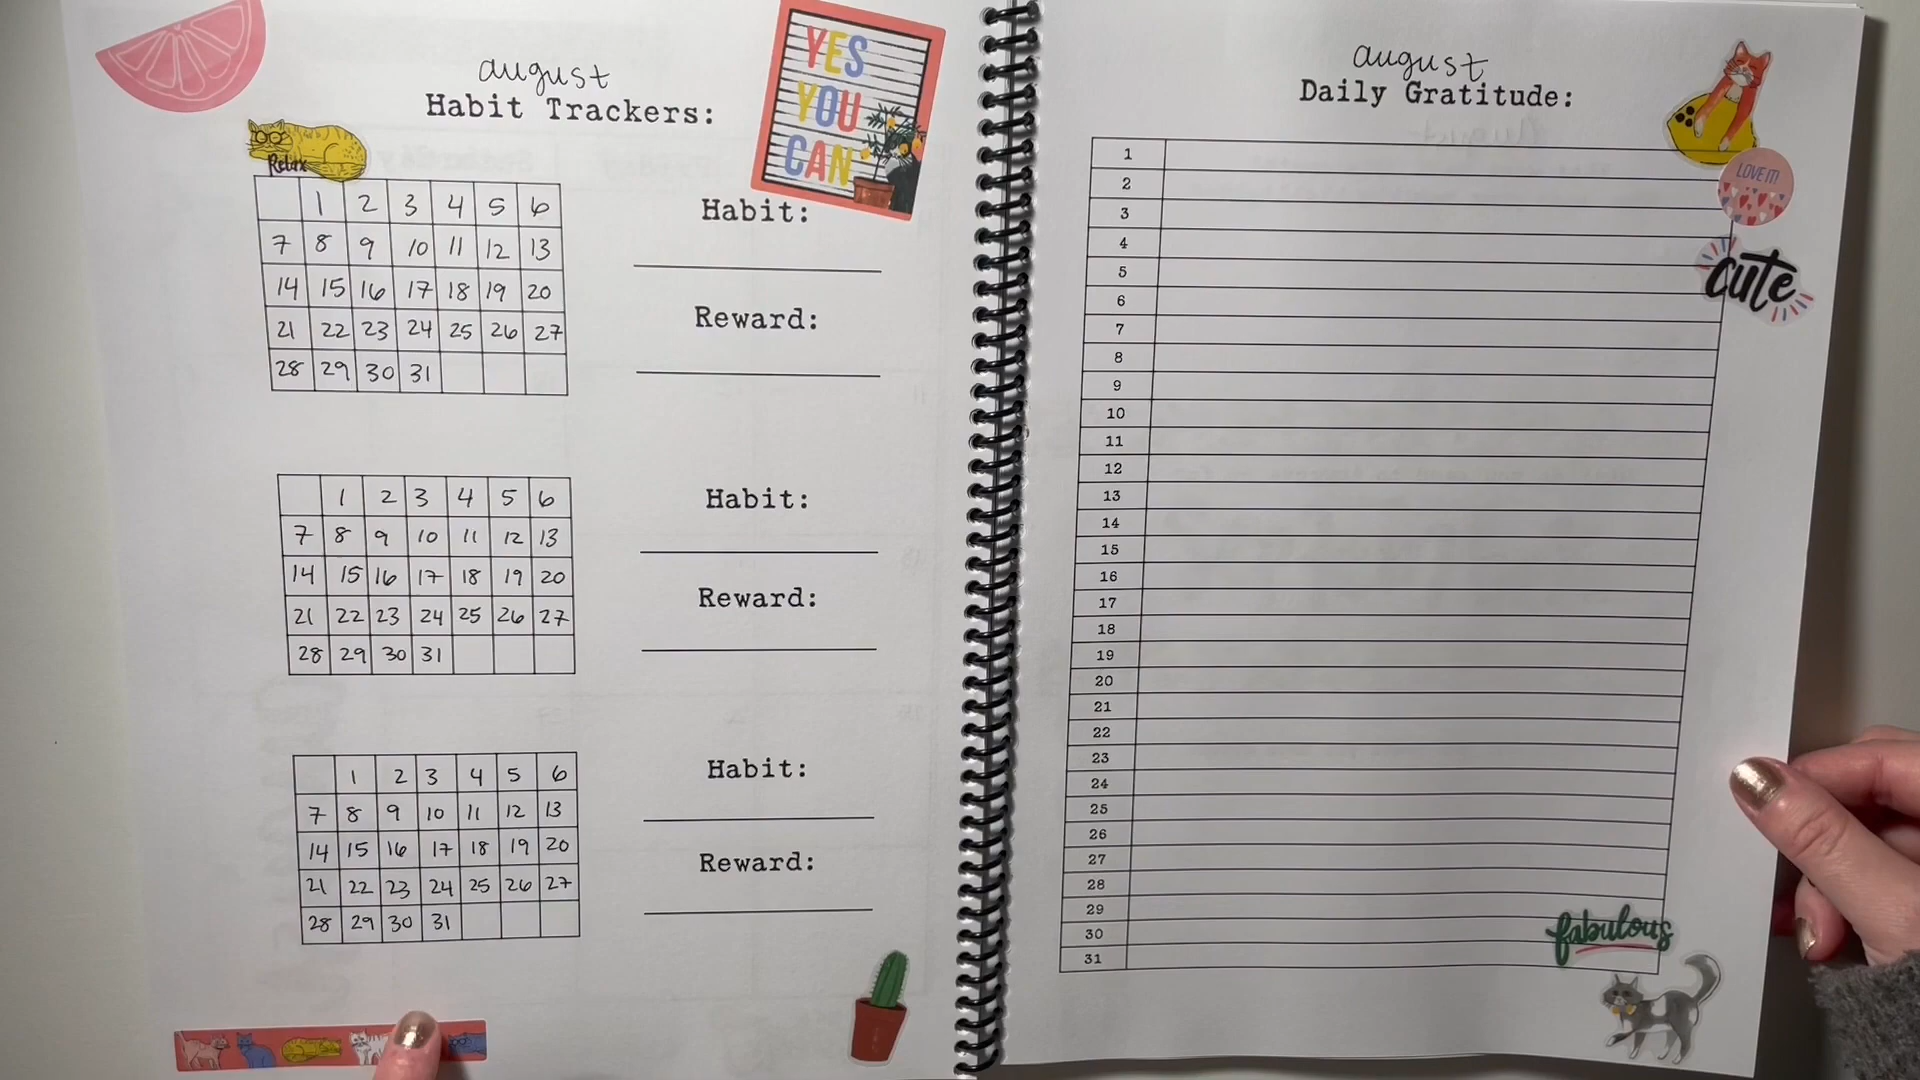 august
Habit Trackers:
YES
YOU
CAN
Relax
1 2 3 4 5 6
7 8 9 10 11 12 13
14 15 16 17 18 19 20
21 22 23 24 25 26 27
28 29 30 31
Habit:
Reward:
1 2 3 4 5 6
7 8 9 10 11 12 13
14 15 16 17 18 19 20
21 22 23 24 25 26 27
28 29 30 31
Habit:
Reward:
1 2 3 4 5 6
7 8 9 10 11 12 13
14 15 16 17 18 19 20
21 22 23 24 25 26 27
28 29 30 31
Habit:
Reward:
august
Daily Gratitude:
LOVE IT!
cute
1
2
3
4
5
6
7
8
9
10
11
12
13
14
15
16
17
18
19
20
21
22
23
24
25
26
27
28
29
30
31
fabulous